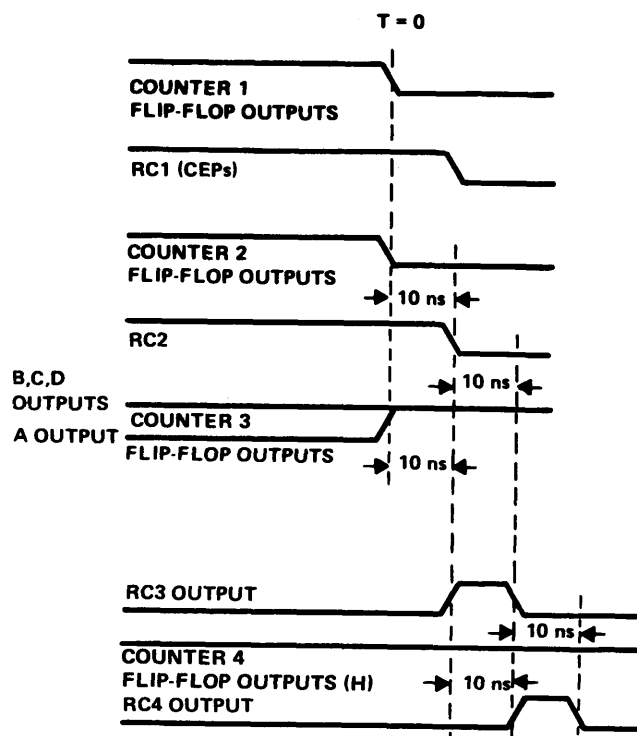 T = 0
COUNTER 1
FLIP-FLOP OUTPUTS
RC1 (CEPs)
COUNTER 2
FLIP-FLOP OUTPUTS
10 ns
RC2
10 ns
B,C,D
OUTPUTS
COUNTER 3
A OUTPUT
FLIP-FLOP OUTPUTS
10 ns
RC3 OUTPUT
10 ns
COUNTER 4
FLIP-FLOP OUTPUTS (H)
10 ns
RC4 OUTPUT